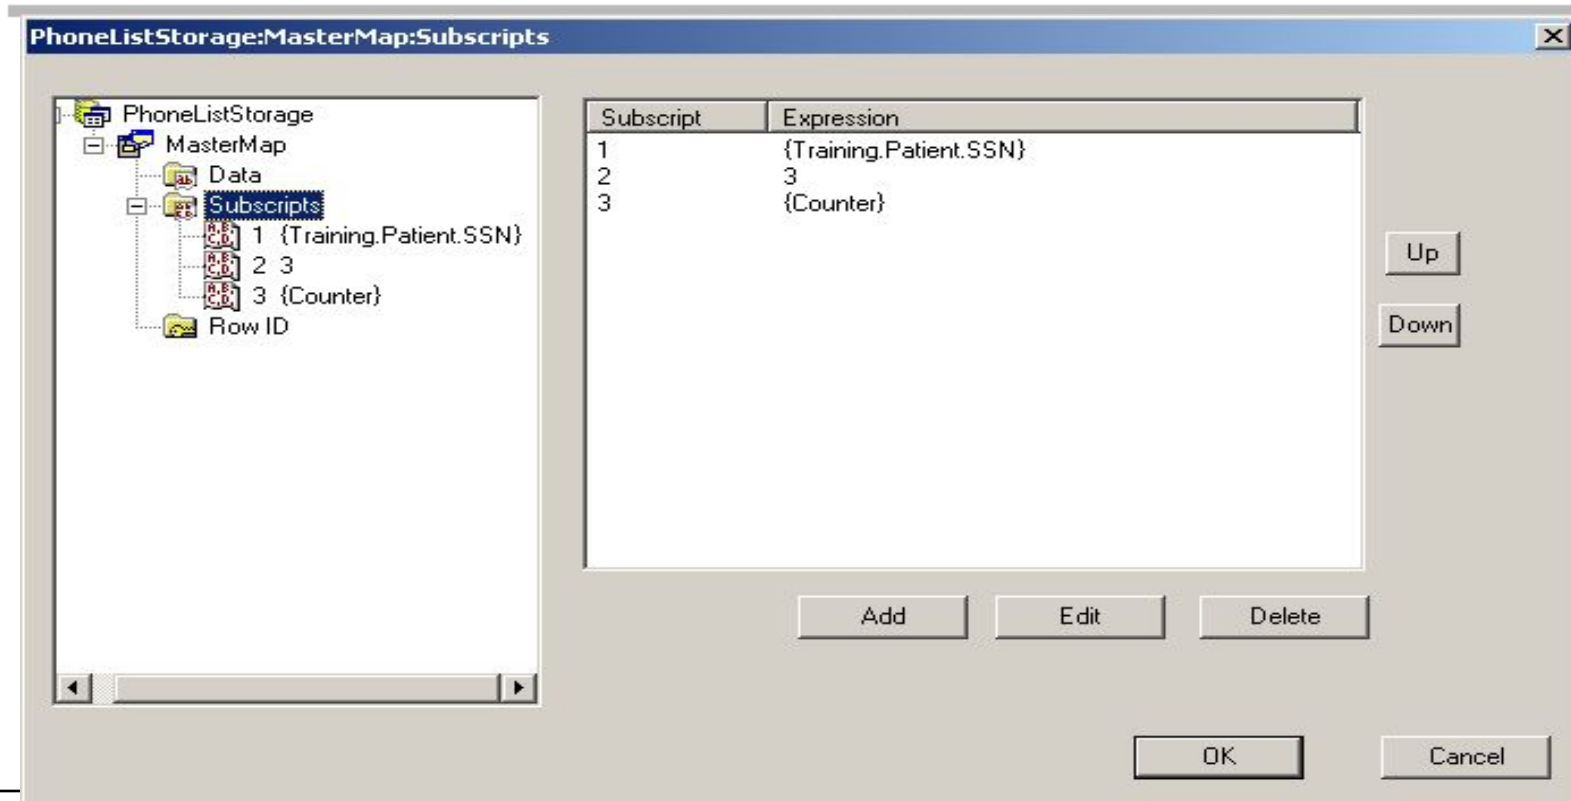 PhoneListStorage:MasterMap:Subscripts
PhoneListStorage
MasterMap
Data
Subscripts
1 {Training.Patient.SSN}
2 3
3 {Counter}
Row ID
Subscript Expression
1 {Training.Patient.SSN}
2 3
3 {Counter}
Up
Down
Add Edit Delete
OK Cancel